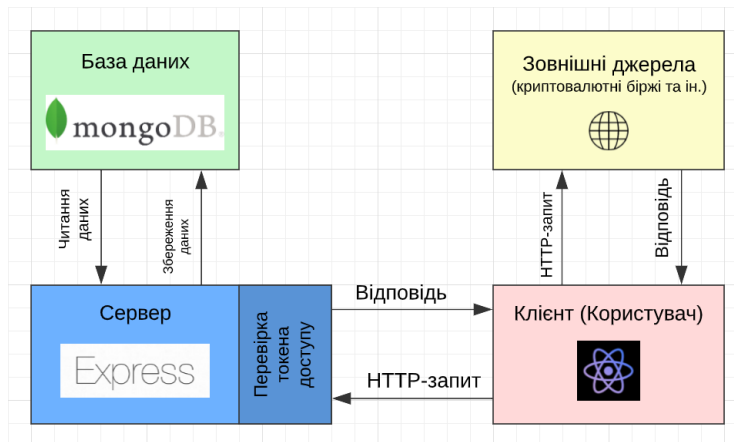 База даних
mongoDB®
Зовнішні джерела
(криптовалютні біржі та ін.)
Читання
даних
Збереження
даних
HTTP-запит
Відповідь
Сервер
Express
Перевірка
токена
доступу
Відповідь
HTTP-запит
Клієнт (Користувач)